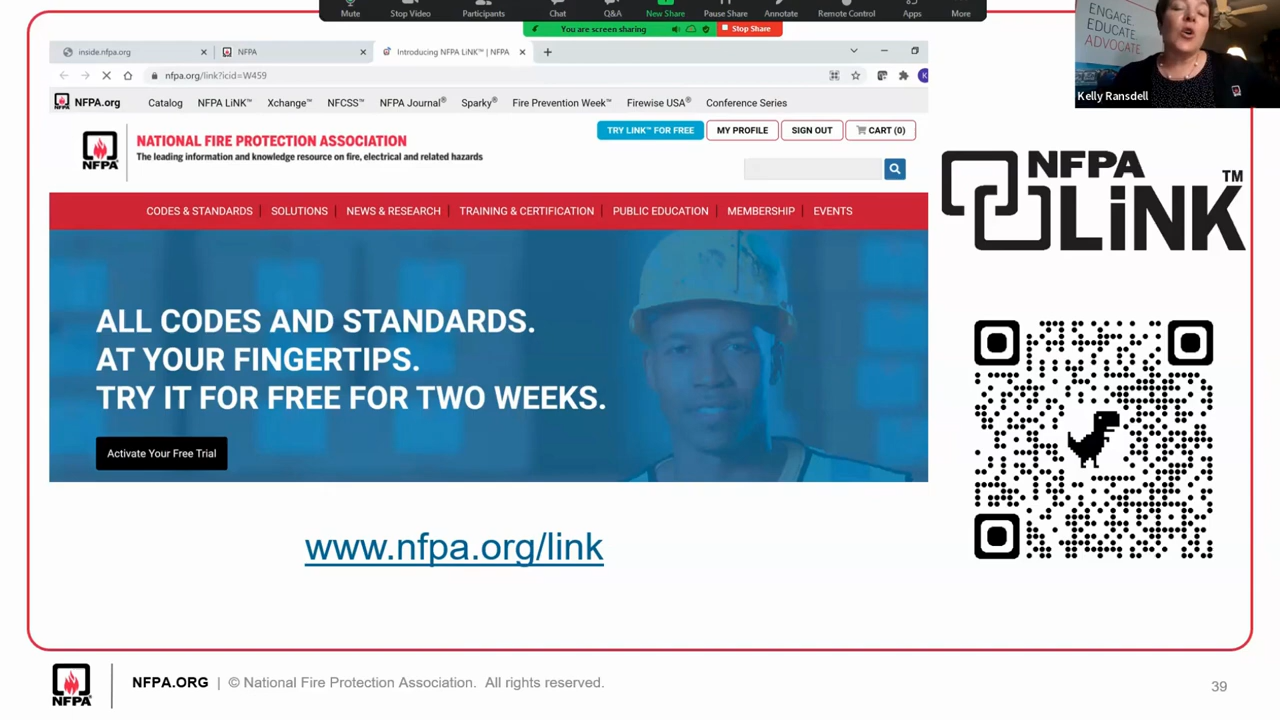 Mute Stop Video Participants Chat Q&A New Share Pause Share Annotate Remote Control Apps More
You are screen sharing Stop Share
ENGAGE.
EDUCATE.
ADVOCATE.
Kelly Ransdell
inside.nfpa.org NFPA Introducing NFPA LiNK™ | NFPA
nfpa.org/link?icid=W459
NFPA.org Catalog NFPA LiNK™ Xchange™ NFCSS™ NFPA Journal® Sparky® Fire Prevention Week™ Firewise USA® Conference Series
TRY LINK™ FOR FREE MY PROFILE SIGN OUT CART (0)
NFPA
NATIONAL FIRE PROTECTION ASSOCIATION
The leading information and knowledge resource on fire, electrical and related hazards
CODES & STANDARDS | SOLUTIONS | NEWS & RESEARCH | TRAINING & CERTIFICATION | PUBLIC EDUCATION | MEMBERSHIP | EVENTS
ALL CODES AND STANDARDS.
AT YOUR FINGERTIPS.
TRY IT FOR FREE FOR TWO WEEKS.
Activate Your Free Trial
NFPA
LiNK™
www.nfpa.org/link
NFPA
NFPA.ORG | © National Fire Protection Association. All rights reserved.
39